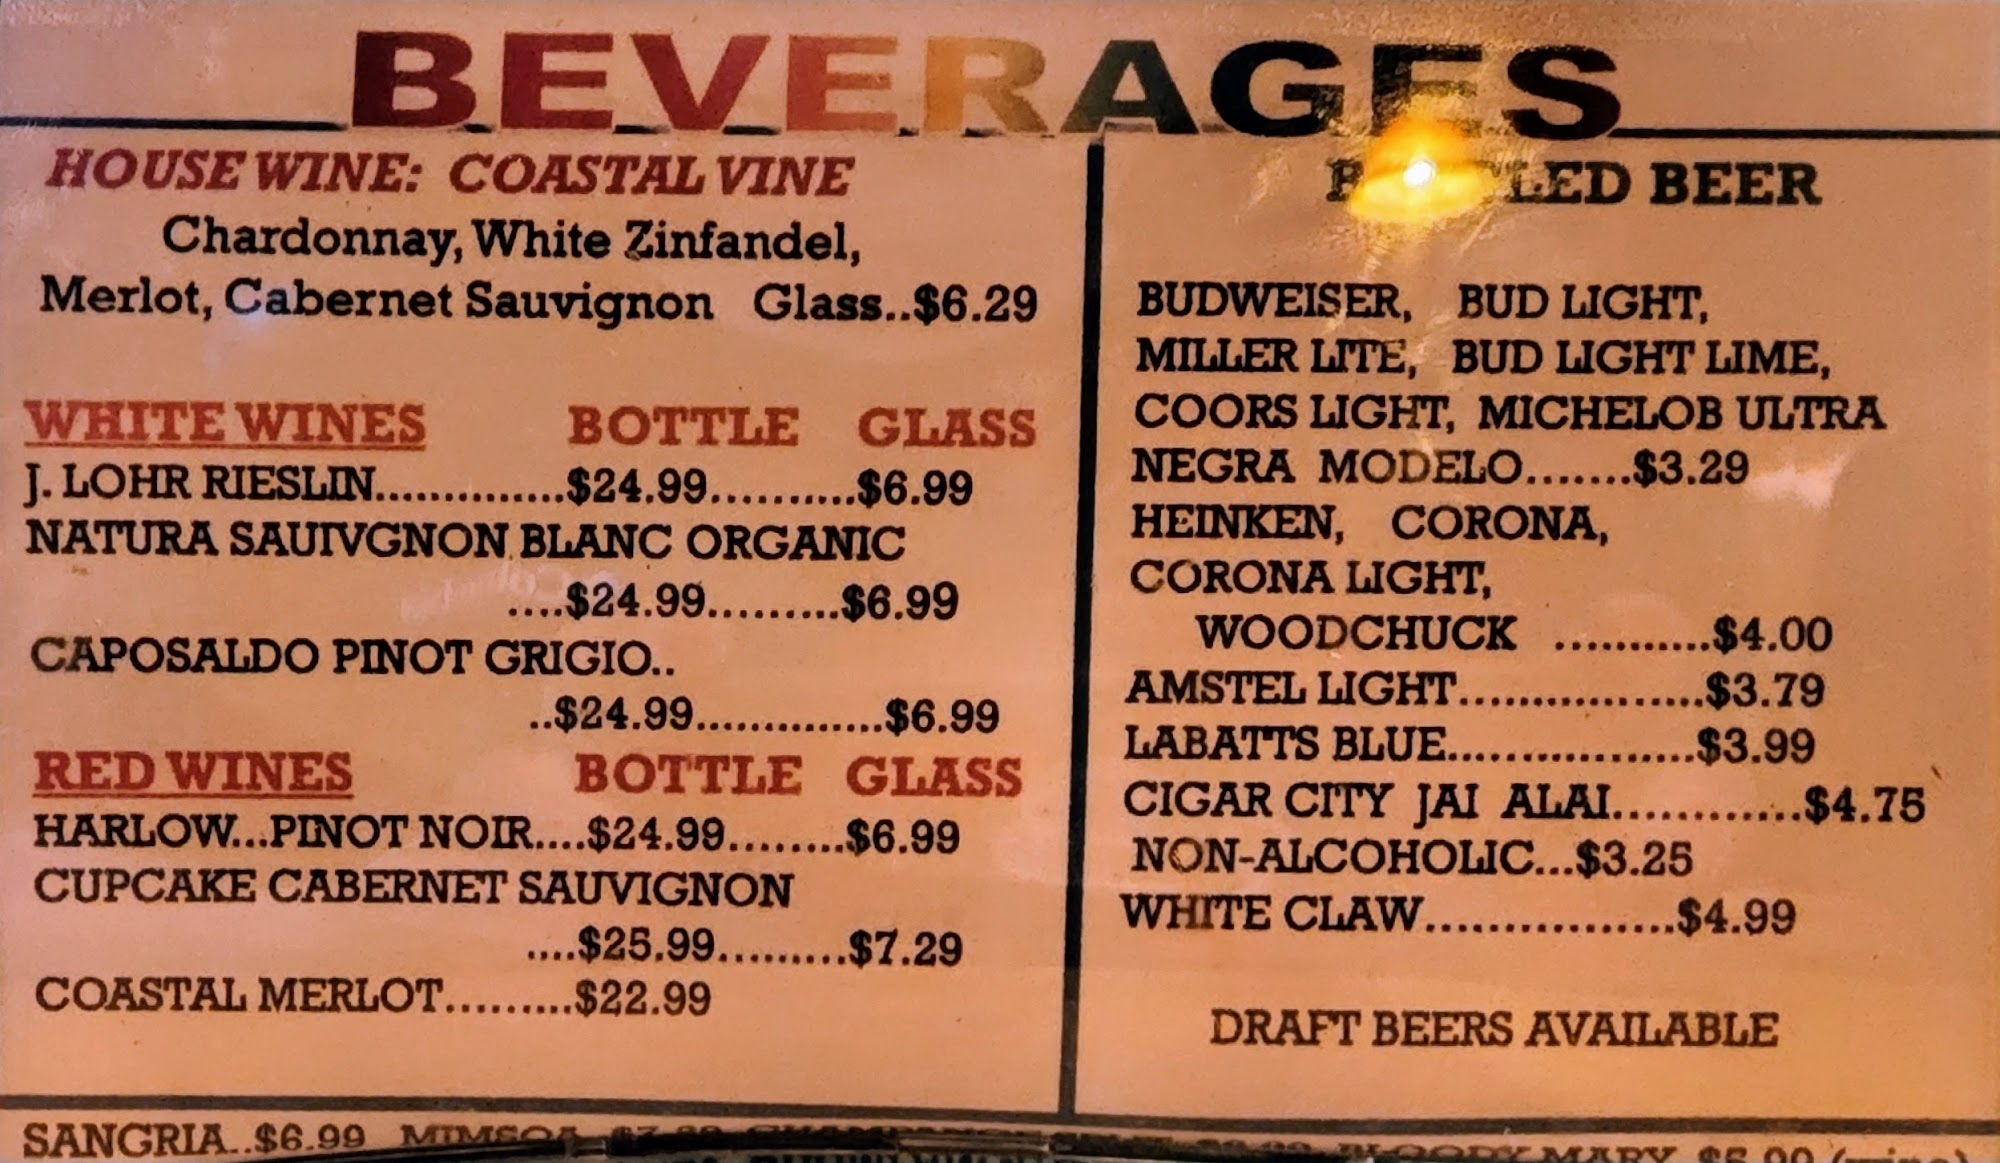 BEVERAGES
HOUSE WINE: COASTAL VINE
Chardonnay, White Zinfandel,
Merlot, Cabernet Sauvignon Glass..$6.29
WHITE WINES BOTTLE GLASS
J. LOHR RIESLIN..............$24.99..........$6.99
NATURA SAUIVGNON BLANC ORGANIC
....$24.99.........$6.99
CAPOSALDO PINOT GRIGIO..
..$24.99..............$6.99
RED WINES BOTTLE GLASS
HARLOW...PINOT NOIR....$24.99........$6.99
CUPCAKE CABERNET SAUVIGNON
....$25.99.........$7.29
COASTAL MERLOT.........$22.99
BEER
BUDWEISER, BUD LIGHT,
MILLER LITE, BUD LIGHT LIME,
COORS LIGHT, MICHELOB ULTRA
NEGRA MODELO.......$3.29
HEINKEN, CORONA,
CORONA LIGHT,
WOODCHUCK ...........$4.00
AMSTEL LIGHT..................$3.79
LABATTS BLUE..................$3.99
CIGAR CITY JAI ALAI.............$4.75
NON-ALCOHOLIC...$3.25
WHITE CLAW..................$4.99
DRAFT BEERS AVAILABLE
SANGRIA..$6.99 MIMSOA BLOODY MARY